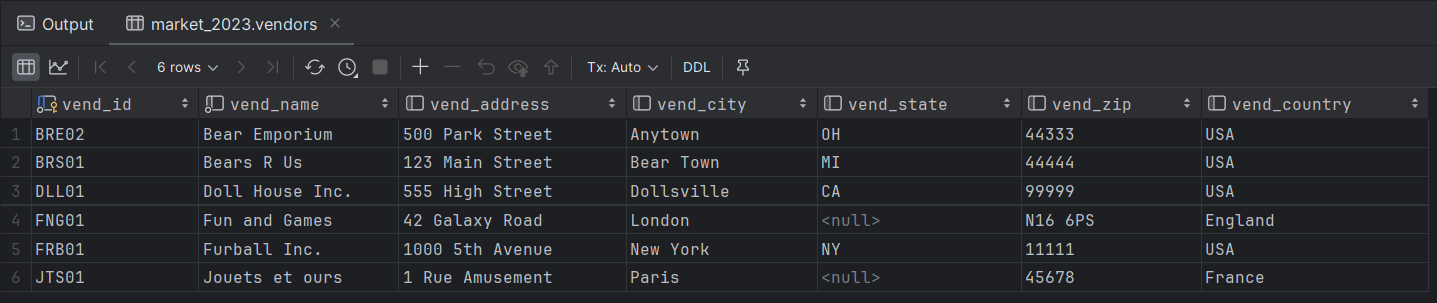 Output market_2023.vendors
6 rows Tx: Auto DDL
vend_id vend_name vend_address vend_city vend_state vend_zip vend_country
1 BRE02 Bear Emporium 500 Park Street Anytown OH 44333 USA
2 BRS01 Bears R Us 123 Main Street Bear Town MI 44444 USA
3 DLL01 Doll House Inc. 555 High Street Dollsville CA 99999 USA
4 FNG01 Fun and Games 42 Galaxy Road London <null> N16 6PS England
5 FRB01 Furball Inc. 1000 5th Avenue New York NY 11111 USA
6 JTS01 Jouets et ours 1 Rue Amusement Paris <null> 45678 France